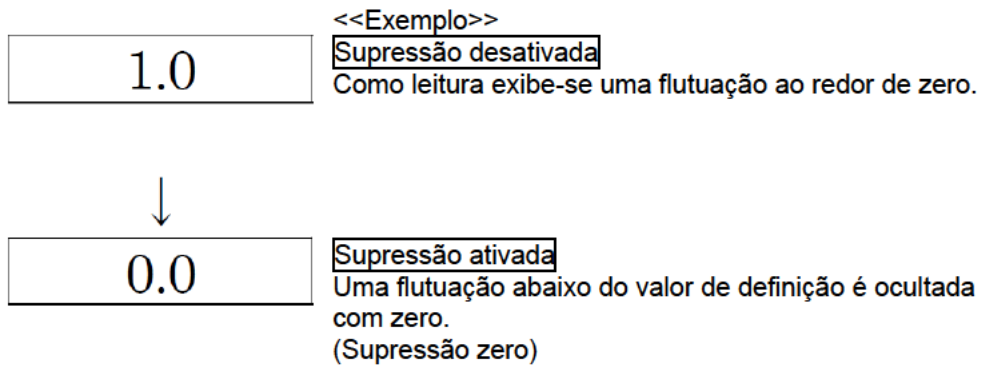 <<Exemplo>>
Supressão desativada
1.0
Como leitura exibe-se uma flutuação ao redor de zero.
↓
Supressão ativada
0.0
Uma flutuação abaixo do valor de definição é ocultada
com zero.
(Supressão zero)